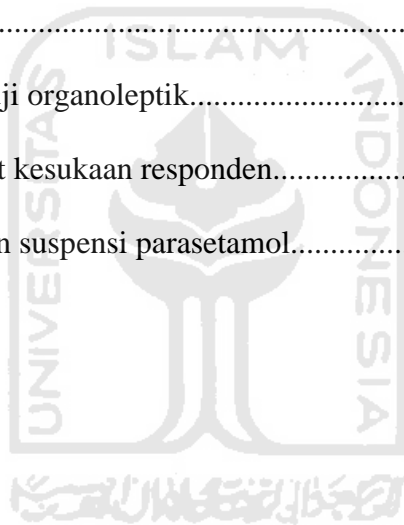 ..........................................................
ISLAM
ji organoleptik...........................
t kesukaan responden.................
n suspensi parasetamol..............
UNIVERSITAS
INDONESIA